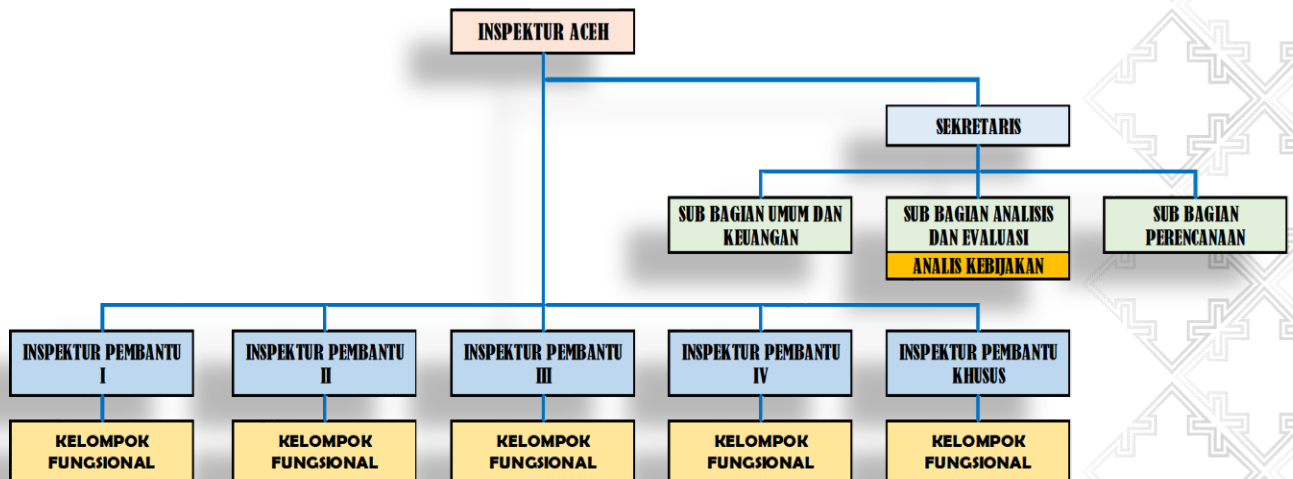 INSPEKTUR ACEH
SEKRETARIS
SUB BAGIAN UMUM DAN
KEUANGAN
SUB BAGIAN ANALISIS
DAN EVALUASI
ANALIS KEBIJAKAN
SUB BAGIAN
PERENCANAAN
INSPEKTUR PEMBANTU
I
INSPEKTUR PEMBANTU
II
INSPEKTUR PEMBANTU
III
INSPEKTUR PEMBANTU
IV
INSPEKTUR PEMBANTU
KHUSUS
KELOMPOK
FUNGSIONAL
KELOMPOK
FUNGSIONAL
KELOMPOK
FUNGSIONAL
KELOMPOK
FUNGSIONAL
KELOMPOK
FUNGSIONAL